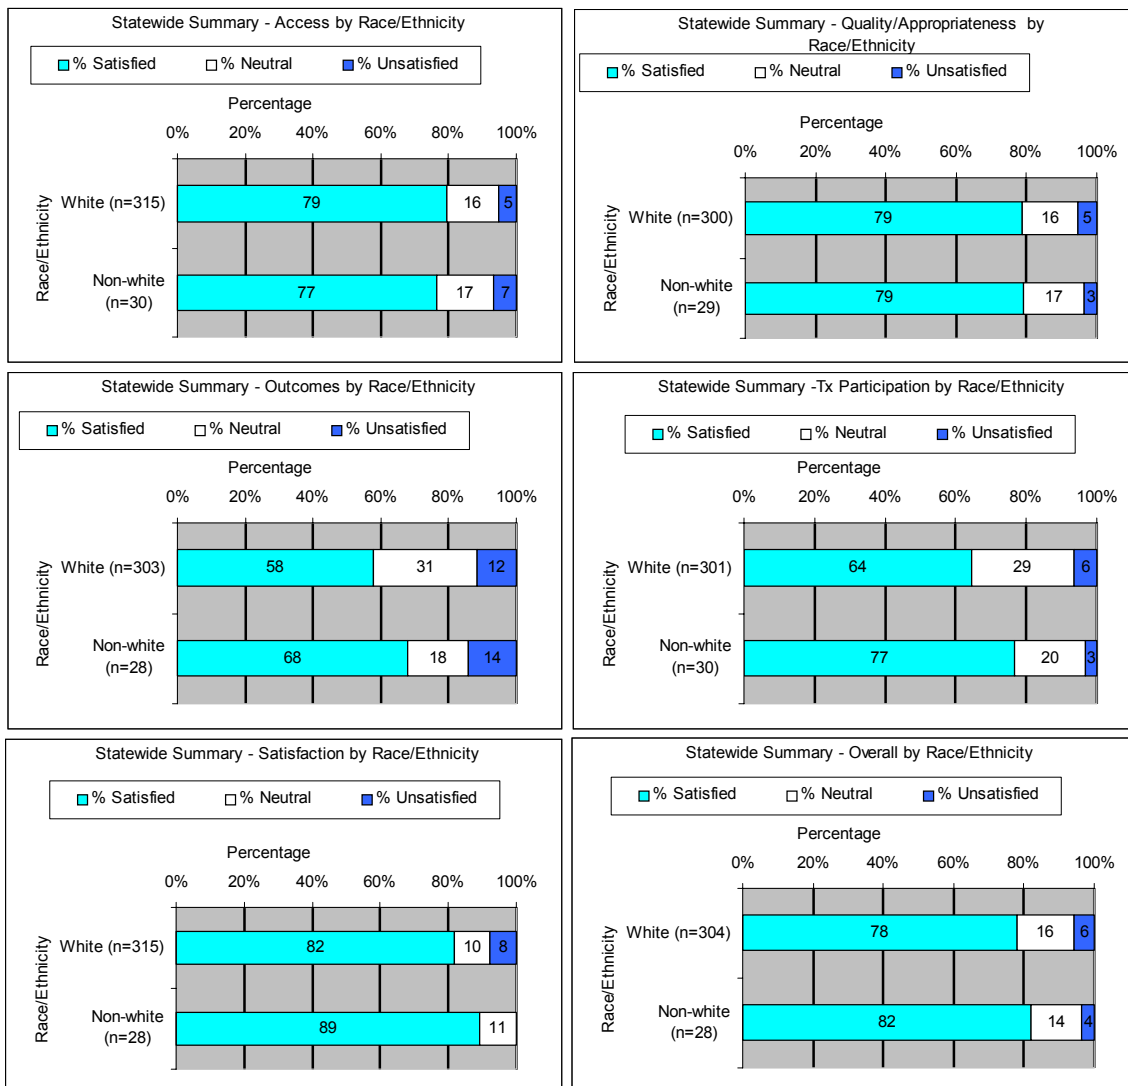 Statewide Summary - Access by Race/Ethnicity
% Satisfied % Neutral % Unsatisfied
Percentage
0% 20% 40% 60% 80% 100%
Race/Ethnicity
White (n=315) 79 16 5
Non-white
(n=30)
77 17 7
Statewide Summary - Quality/Appropriateness by
Race/Ethnicity
% Satisfied % Neutral % Unsatisfied
Percentage
0% 20% 40% 60% 80% 100%
Race/Ethnicity
White (n=300) 79 16 5
Non-white
(n=29)
79 17 3
Statewide Summary - Outcomes by Race/Ethnicity
% Satisfied % Neutral % Unsatisfied
Percentage
0% 20% 40% 60% 80% 100%
Race/Ethnicity
White (n=303) 58 31 12
Non-white
(n=28)
68 18 14
Statewide Summary -Tx Participation by Race/Ethnicity
% Satisfied % Neutral % Unsatisfied
Percentage
0% 20% 40% 60% 80% 100%
Race/Ethnicity
White (n=301) 64 29 6
Non-white
(n=30)
77 20 3
Statewide Summary - Satisfaction by Race/Ethnicity
% Satisfied % Neutral % Unsatisfied
Percentage
0% 20% 40% 60% 80% 100%
Race/Ethnicity
White (n=315) 82 10 8
Non-white
(n=28)
89 11
Statewide Summary - Overall by Race/Ethnicity
% Satisfied % Neutral % Unsatisfied
Percentage
0% 20% 40% 60% 80% 100%
Race/Ethnicity
White (n=304) 78 16 6
Non-white
(n=28)
82 14 4